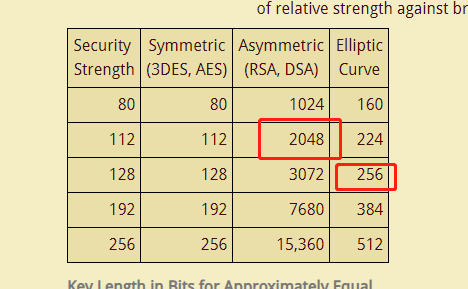 of relative strength against br
Security Symmetric Asymmetric Elliptic
Strength (3DES, AES) (RSA, DSA) Curve
80 80 1024 160
112 112 2048 224
128 128 3072 256
192 192 7680 384
256 256 15,360 512
Key Length in Bits for Approximately Equal